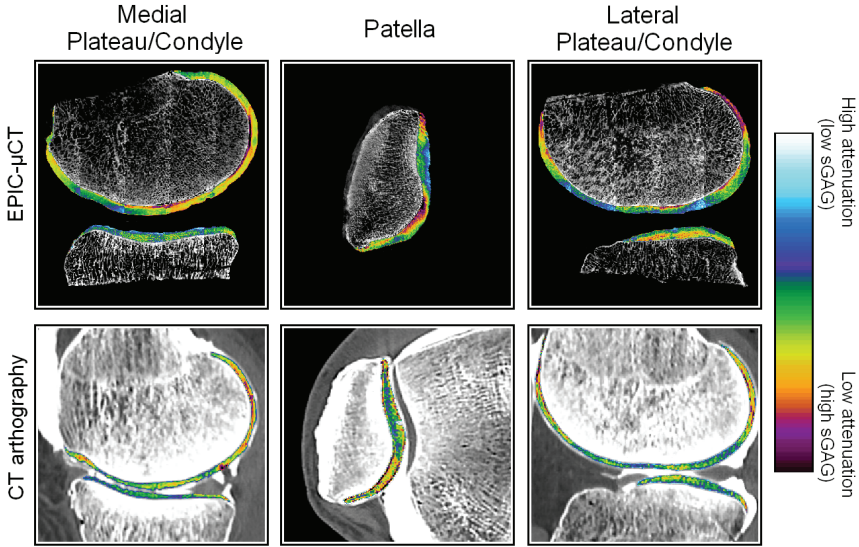 Medial
Plateau/Condyle
Patella
Lateral
Plateau/Condyle
EPIC-µCT
CT arthography
High attenuation
(low sGAG)
Low attenuation
(high sGAG)